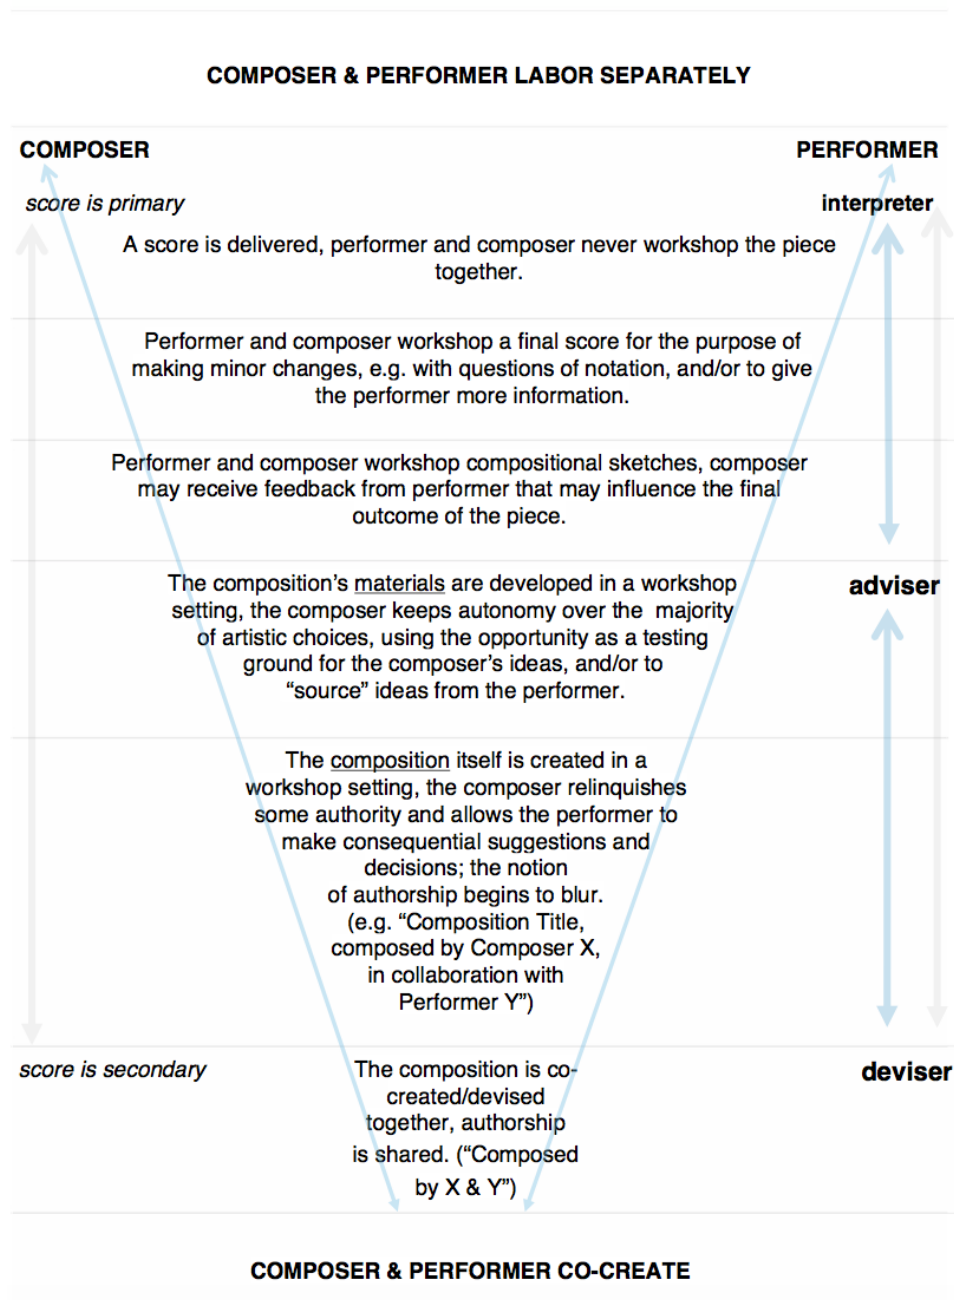 COMPOSER & PERFORMER LABOR SEPARATELY
COMPOSER
PERFORMER
score is primary
interpreter
A score is delivered, performer and composer never workshop the piece
together.
Performer and composer workshop a final score for the purpose of
making minor changes, e.g. with questions of notation, and/or to give
the performer more information.
Performer and composer workshop compositional sketches, composer
may receive feedback from performer that may influence the final
outcome of the piece.
The composition’s materials are developed in a workshop
setting, the composer keeps autonomy over the majority
of artistic choices, using the opportunity as a testing
ground for the composer’s ideas, and/or to
“source” ideas from the performer.
adviser
The composition itself is created in a
workshop setting, the composer relinquishes
some authority and allows the performer to
make consequential suggestions and
decisions; the notion
of authorship begins to blur.
(e.g. “Composition Title,
composed by Composer X,
in collaboration with
Performer Y”)
score is secondary
deviser
The composition is co-
created/devised
together, authorship
is shared. (“Composed
by X & Y”)
COMPOSER & PERFORMER CO-CREATE